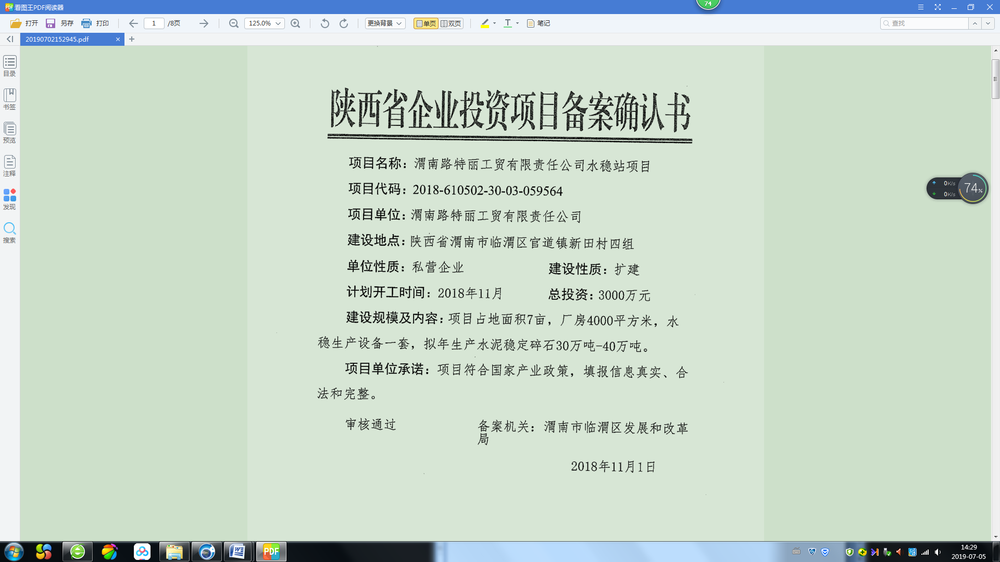 看图王PDF阅读器
74
打开 另存 打印 1 /8页 125.0% 更换背景 单页 双页 笔记 查找
20190702152945.pdf
目录
书签
预览
注释
发现
搜索
陕西省企业投资项目备案确认书
项目名称：渭南路特丽工贸有限责任公司水稳站项目
项目代码：2018-610502-30-03-059564
项目单位：渭南路特丽工贸有限责任公司
建设地点：陕西省渭南市临渭区官道镇新田村四组
单位性质：私营企业 建设性质：扩建
计划开工时间：2018年11月 总投资：3000万元
建设规模及内容：项目占地面积7亩，厂房4000平方米，水
稳生产设备一套，拟年生产水泥稳定碎石30万吨-40万吨。
项目单位承诺：项目符合国家产业政策，填报信息真实、合
法和完整。
审核通过 备案机关：渭南市临渭区发展和改革
局
2018年11月1日
0K/s
0K/s
74%
PDF
14:29
2019-07-05